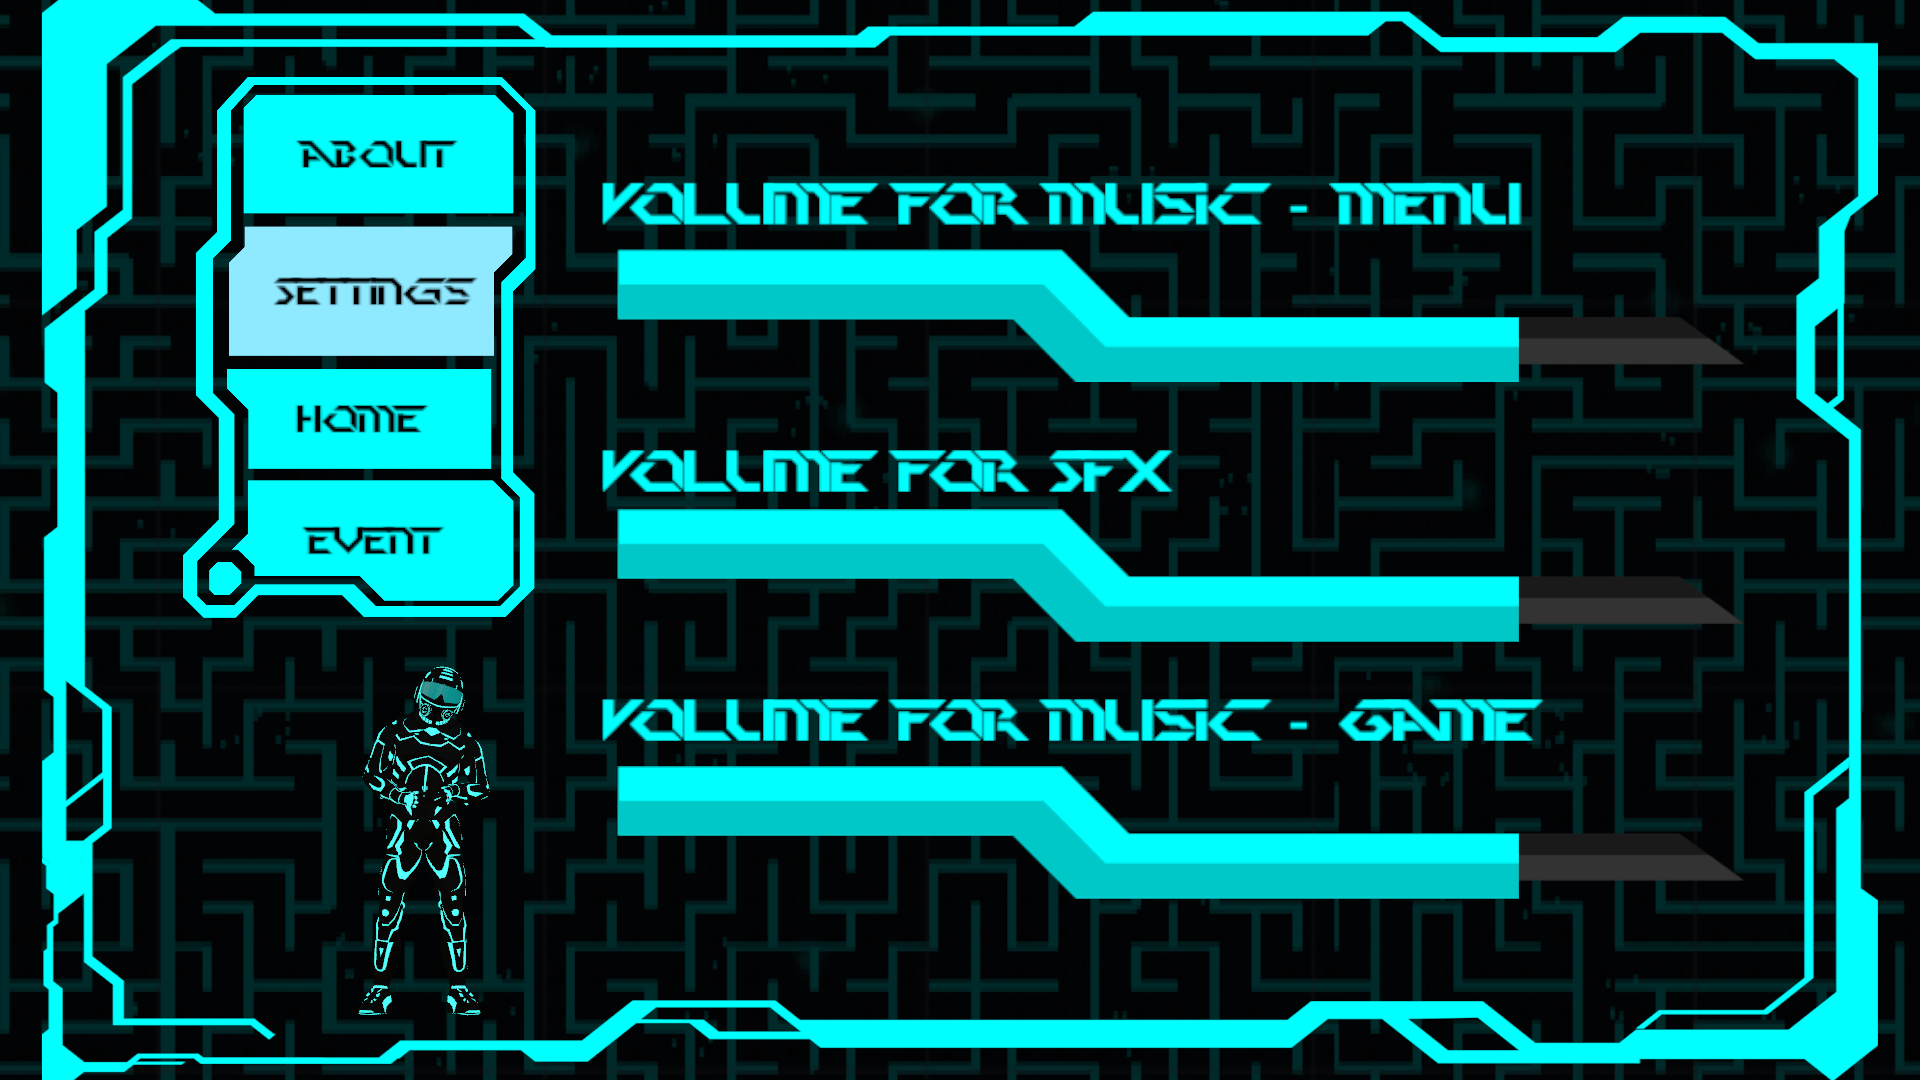 ABOUT
SETTINGS
HOME
EVENT
VOLUME FOR MUSIC - MENU
VOLUME FOR SFX
VOLUME FOR MUSIC - GAME